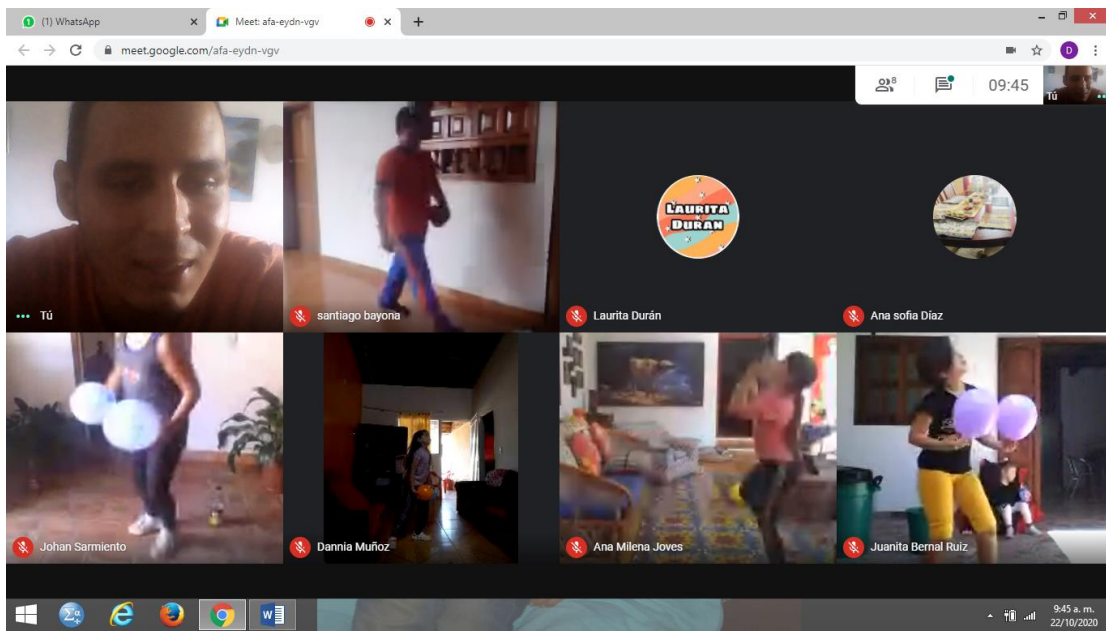 (1) WhatsApp
Meet: afa-eydn-vgv
meet.google.com/afa-eydn-vgv
D
8
09:45
Tú
Tú
santiago bayona
LAURITA
DURAN
Laurita Durán
Ana sofia Díaz
Johan Sarmiento
Dannia Muñoz
Ana Milena Joves
Juanita Bernal Ruiz
9:45 a. m.
22/10/2020